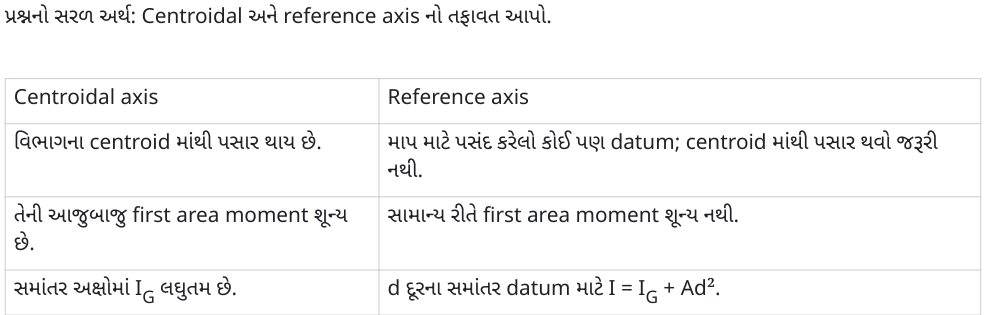 પ્રશ્નનો સરળ અર્થ: Centroidal અને reference axis નો તફાવત આપો.
Centroidal axis
Reference axis
વિભાગના centroid માંથી પસાર થાય છે.
માપ માટે પસંદ કરેલો કોઈ પણ datum; centroid માંથી પસાર થવો જરૂરી
નથી.
તેની આજુબાજુ first area moment શૂન્ય
છે.
સામાન્ય રીતે first area moment શૂન્ય નથી.
સમાંતર અક્ષોમાં I_G લઘુતમ છે.
d દૂરના સમાંતર datum માટે I = I_G + Ad².